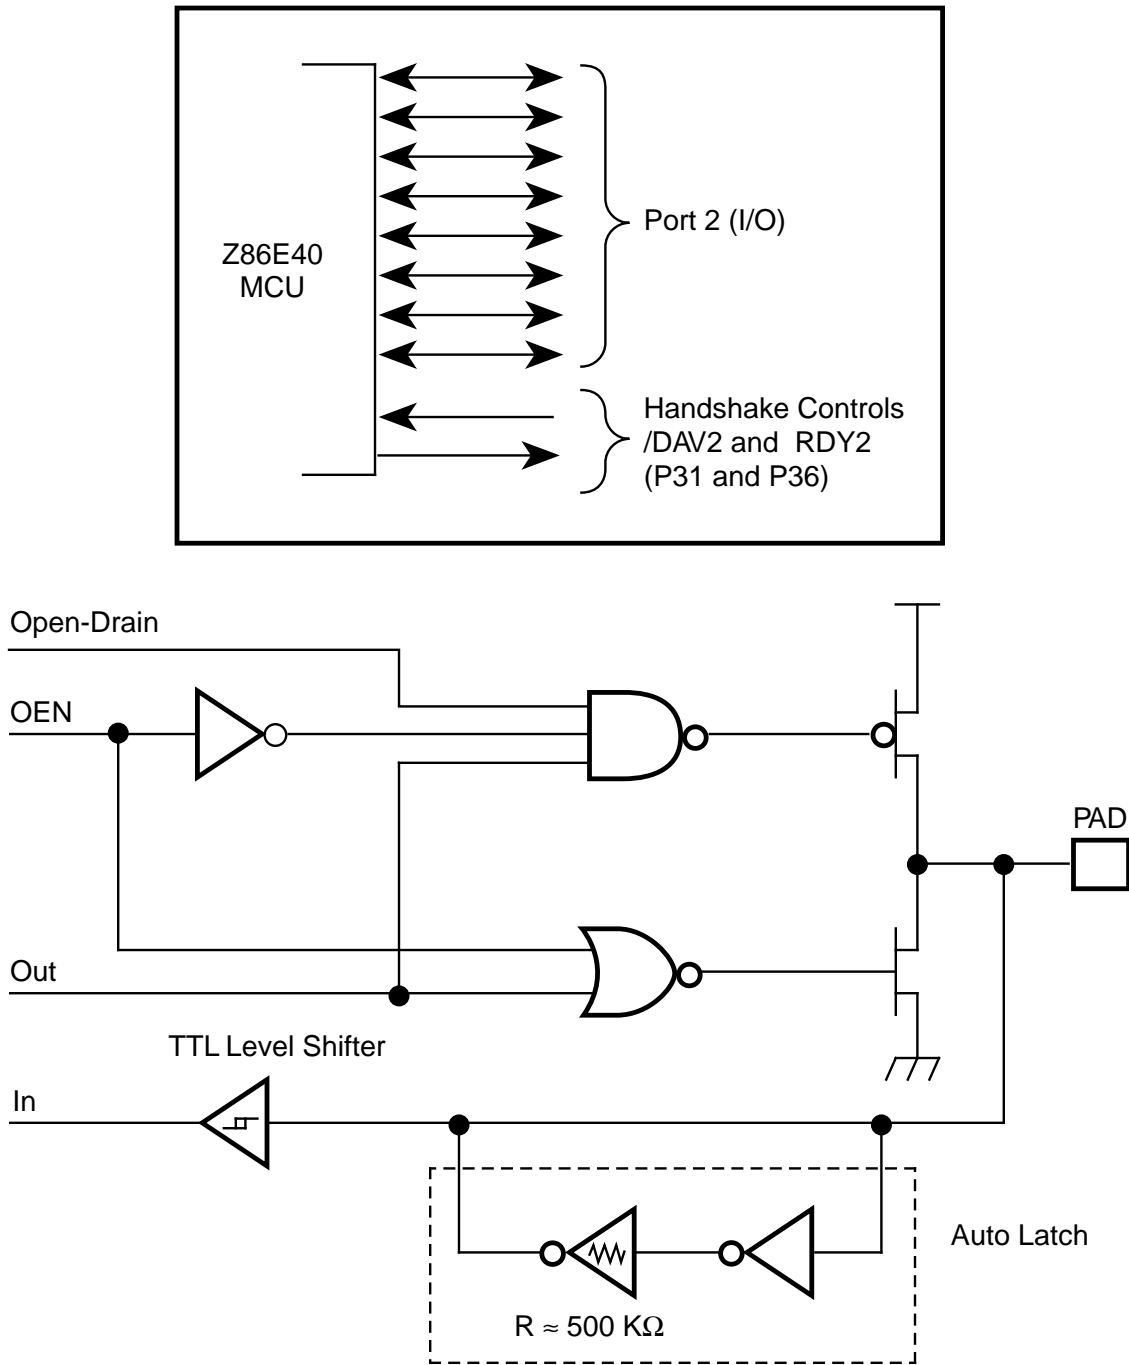 Z86E40
MCU
Port 2 (I/O)
Handshake Controls
/DAV2 and RDY2
(P31 and P36)
Open-Drain
OEN
PAD
Out
TTL Level Shifter
In
Auto Latch
R ≈ 500 KΩ